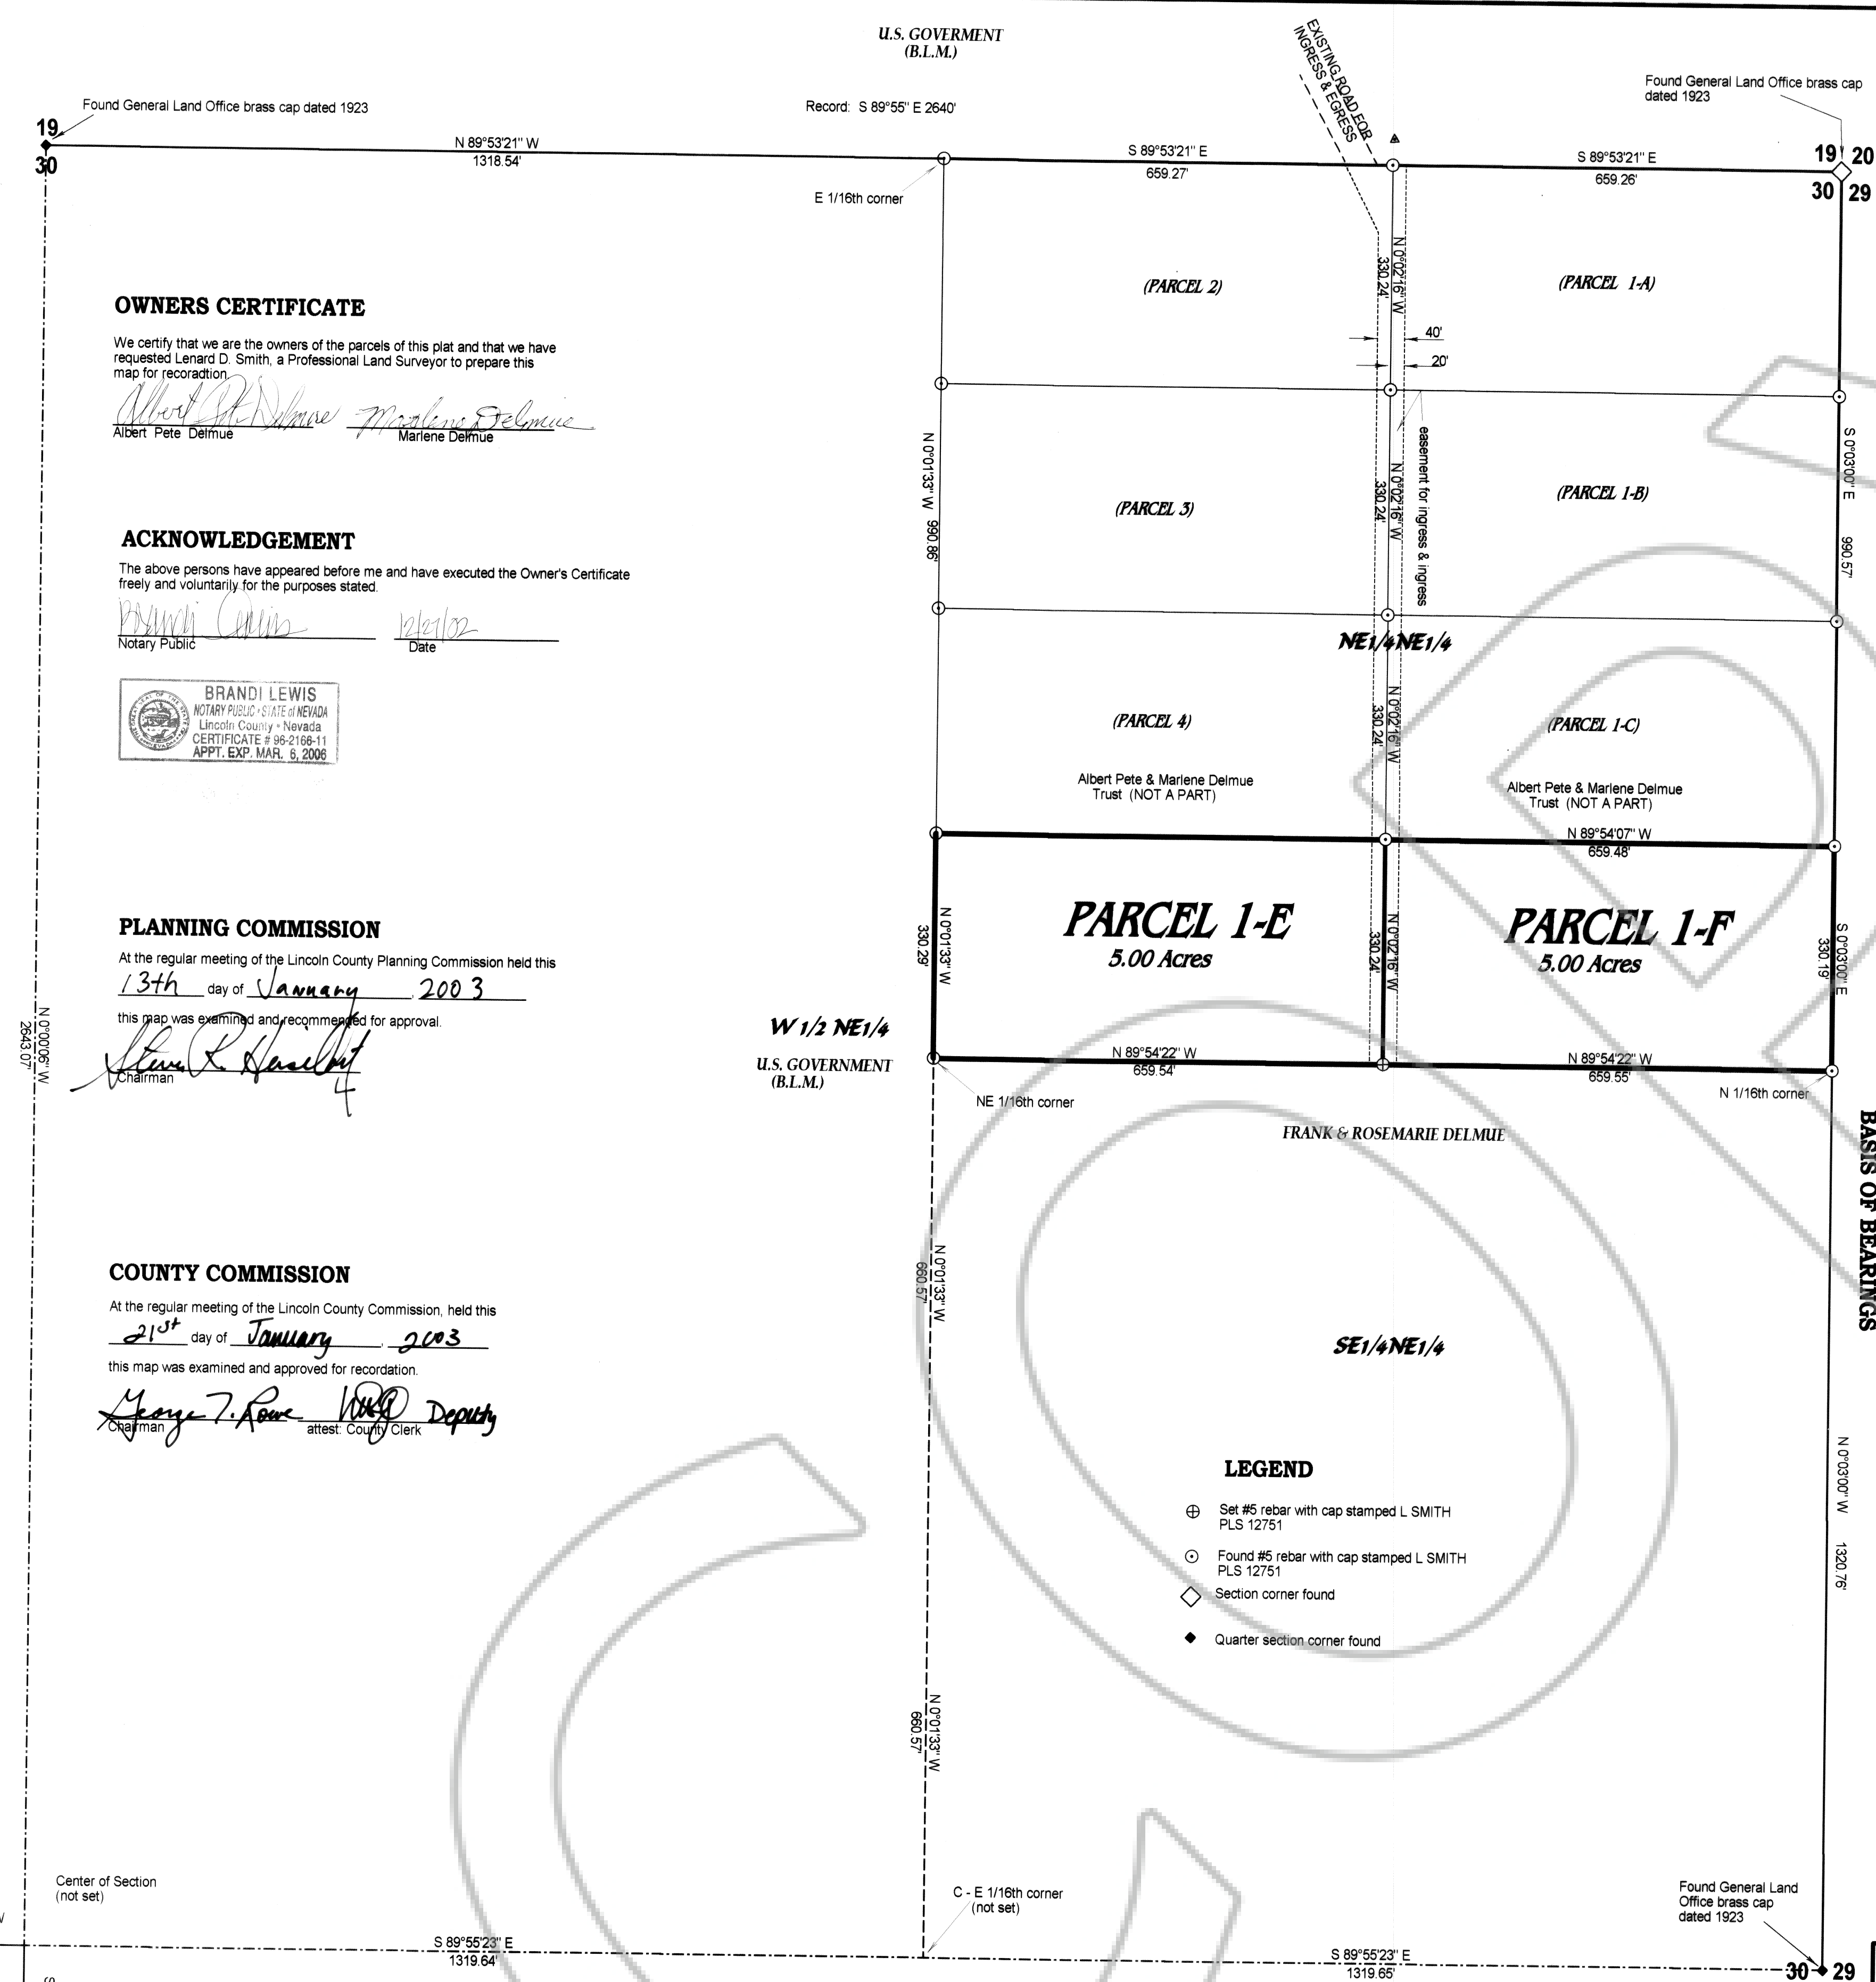 U.S. GOVERMENT
(B.L.M.)
EXISTING ROAD FOR
INGRESS & EGRESS
Found General Land Office brass cap
dated 1923
Found General Land Office brass cap dated 1923
Record: S 89°55" E 2640'
19
30
N 89°53'21" W
1318.54'
S 89°53'21" E
659.27'
S 89°53'21" E
659.26'
19 20
30 29
E 1/16th corner
N 0°02'16" W
330.24'
(PARCEL 2)
(PARCEL 1-A)
40'
20'
OWNERS CERTIFICATE
We certify that we are the owners of the parcels of this plat and that we have
requested Lenard D. Smith, a Professional Land Surveyor to prepare this
map for recoradtion.
Albert Pete Delmue
Marlene Delmue
Albert Pete Delmue
Marlene Delmue
N 0°01'33" W 990.86'
easement for ingress & ingress
N 0°02'16" W
330.24'
S 0°03'00" E 990.57'
(PARCEL 3)
(PARCEL 1-B)
ACKNOWLEDGEMENT
The above persons have appeared before me and have executed the Owner's Certificate
freely and voluntarily for the purposes stated.
Brandi Lewis 12/27/02
Notary Public
Date
BRANDI LEWIS
NOTARY PUBLIC • STATE of NEVADA
Lincoln County • Nevada
CERTIFICATE # 96-2166-11
APPT. EXP. MAR. 6, 2006
NE1/4NE1/4
N 0°02'16" W
330.24'
(PARCEL 4)
(PARCEL 1-C)
Albert Pete & Marlene Delmue
Trust (NOT A PART)
Albert Pete & Marlene Delmue
Trust (NOT A PART)
N 89°54'07" W
659.48'
PLANNING COMMISSION
At the regular meeting of the Lincoln County Planning Commission held this
13th day of January, 2003
this map was examined and recommended for approval.
Chairman
N 0°01'33" W
330.29'
PARCEL 1-E
5.00 Acres
N 0°02'16" W
330.24'
PARCEL 1-F
5.00 Acres
S 0°03'00" E
330.19'
N 0°00'06" W
2643.07'
W 1/2 NE1/4
U.S. GOVERNMENT
(B.L.M.)
N 89°54'22" W
659.54'
N 89°54'22" W
659.55'
NE 1/16th corner
N 1/16th corner
FRANK & ROSEMARIE DELMUE
BASIS OF BEARINGS
COUNTY COMMISSION
At the regular meeting of the Lincoln County Commission, held this
21st day of January, 2003
this map was examined and approved for recordation.
George T. Rowe
Deputy
Chairman
attest: County Clerk
N 0°01'33" W
660.57'
SE1/4NE1/4
LEGEND
Set #5 rebar with cap stamped L SMITH
PLS 12751
Found #5 rebar with cap stamped L SMITH
PLS 12751
Section corner found
Quarter section corner found
N 0°03'00" W 1320.76'
N 0°01'33" W
660.57'
Center of Section
(not set)
C - E 1/16th corner
(not set)
Found General Land
Office brass cap
dated 1923
S 89°55'23" E
1319.64'
S 89°55'23" E
1319.65'
30 29